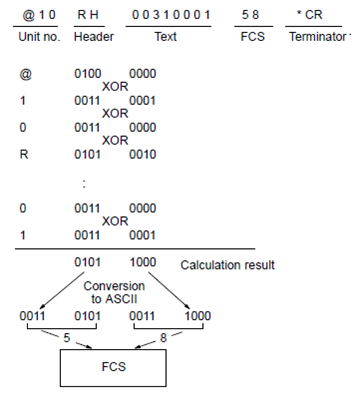 @ 1 0 R H 0 0 3 1 0 0 0 1 5 8 * CR
Unit no. Header Text FCS Terminator
@ 0100 0000
XOR
1 0011 0001
XOR
0 0011 0000
XOR
R 0101 0010
:
0 0011 0000
XOR
1 0011 0001
0101 1000 Calculation result
Conversion
to ASCII
0011 0101 0011 1000
5 8
FCS